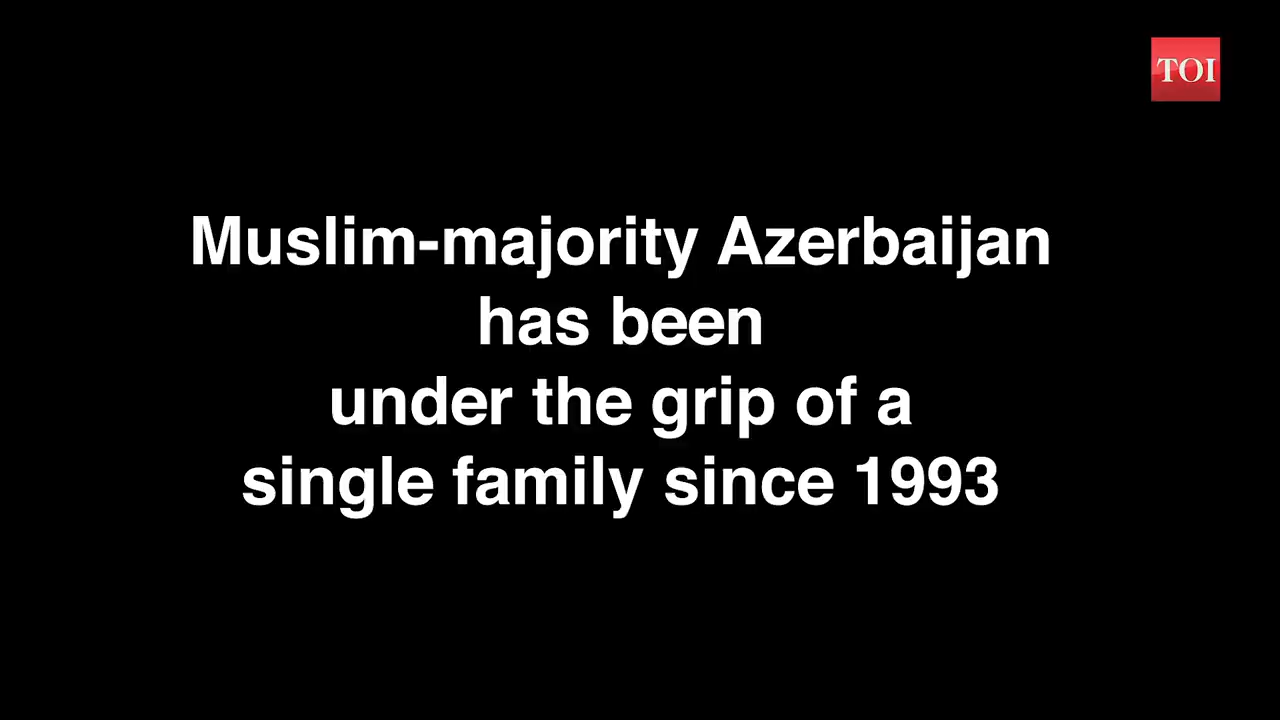 TOI
Muslim-majority Azerbaijan
has been
under the grip of a
single family since 1993